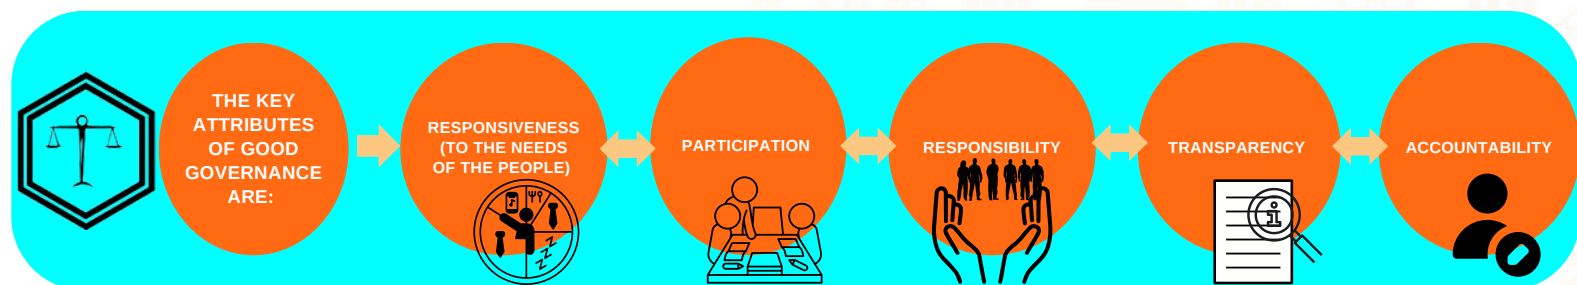 THE KEY
ATTRIBUTES
OF GOOD
GOVERNANCE
ARE:
RESPONSIVENESS
(TO THE NEEDS
OF THE PEOPLE)
PARTICIPATION
RESPONSIBILITY
TRANSPARENCY
ACCOUNTABILITY